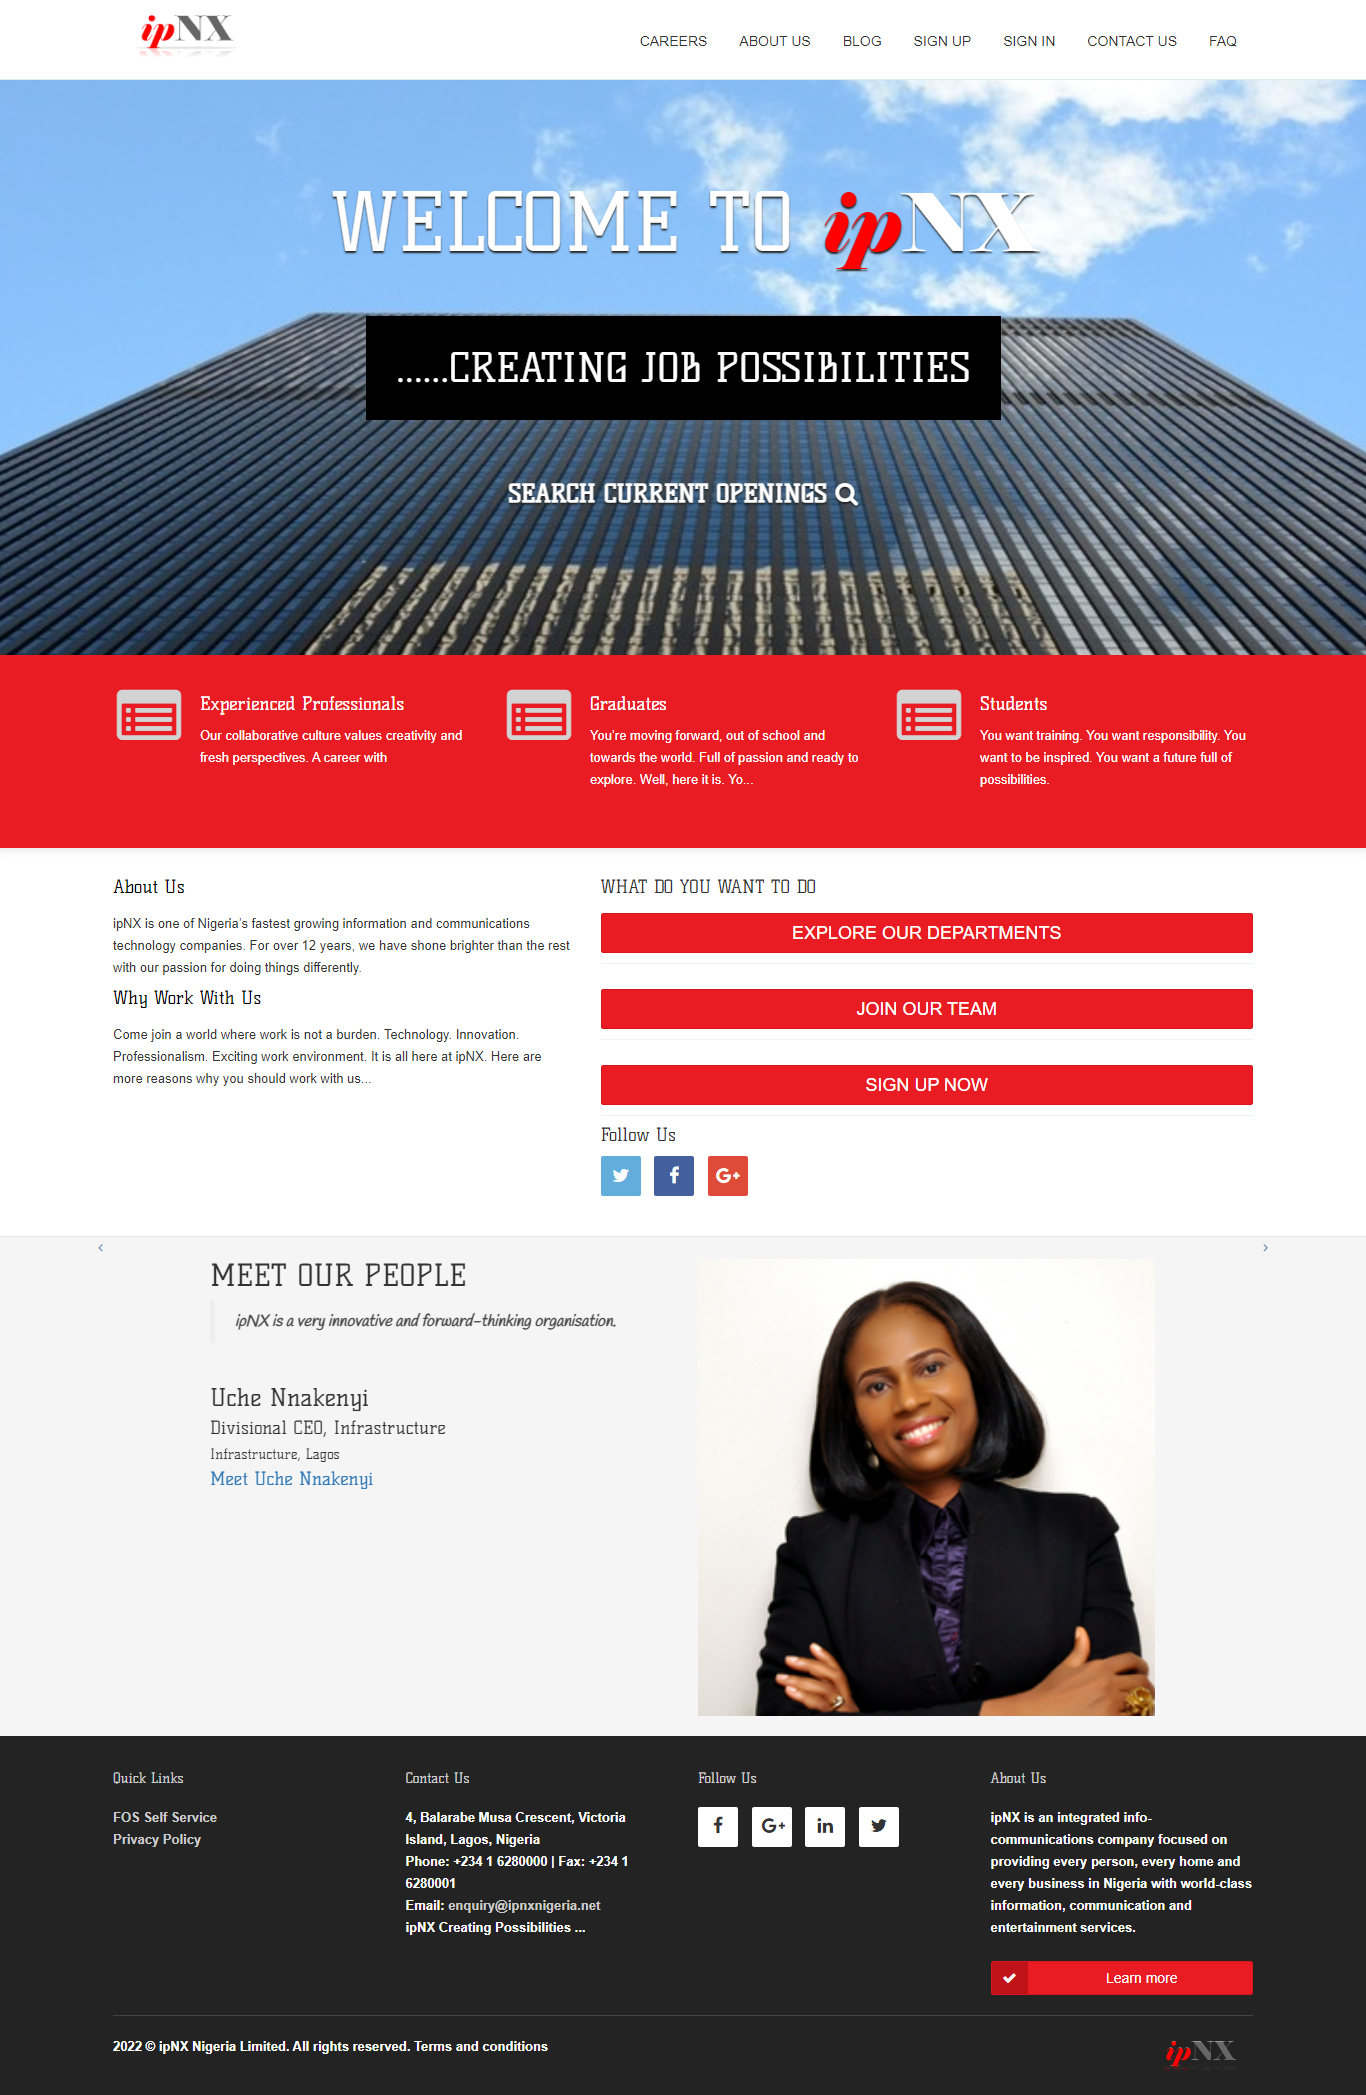 ipNX
CAREERS ABOUT US BLOG SIGN UP SIGN IN CONTACT US FAQ
WELCOME TO ipNX
......CREATING JOB POSSIBILITIES
SEARCH CURRENT OPENINGS
Experienced Professionals
Our collaborative culture values creativity and
fresh perspectives. A career with
Graduates
You're moving forward, out of school and
towards the world. Full of passion and ready to
explore. Well, here it is. Yo...
Students
You want training. You want responsibility. You
want to be inspired. You want a future full of
possibilities.
About Us
ipNX is one of Nigeria's fastest growing information and communications
technology companies. For over 12 years, we have shone brighter than the rest
with our passion for doing things differently.
Why Work With Us
Come join a world where work is not a burden. Technology. Innovation.
Professionalism. Exciting work environment. It is all here at ipNX. Here are
more reasons why you should work with us...
WHAT DO YOU WANT TO DO
EXPLORE OUR DEPARTMENTS
JOIN OUR TEAM
SIGN UP NOW
Follow Us
MEET OUR PEOPLE
ipNX is a very innovative and forward-thinking organisation.
Uche Nnakenyi
Divisional CEO, Infrastructure
Infrastructure, Lagos
Meet Uche Nnakenyi
Quick Links
FOS Self Service
Privacy Policy
Contact Us
4, Balarabe Musa Crescent, Victoria
Island, Lagos, Nigeria
Phone: +234 1 6280000 | Fax: +234 1
6280001
Email: enquiry@ipnxnigeria.net
ipNX Creating Possibilities ...
Follow Us
About Us
ipNX is an integrated info-
communications company focused on
providing every person, every home and
every business in Nigeria with world-class
information, communication and
entertainment services.
Learn more
2022 © ipNX Nigeria Limited. All rights reserved. Terms and conditions
ipNX